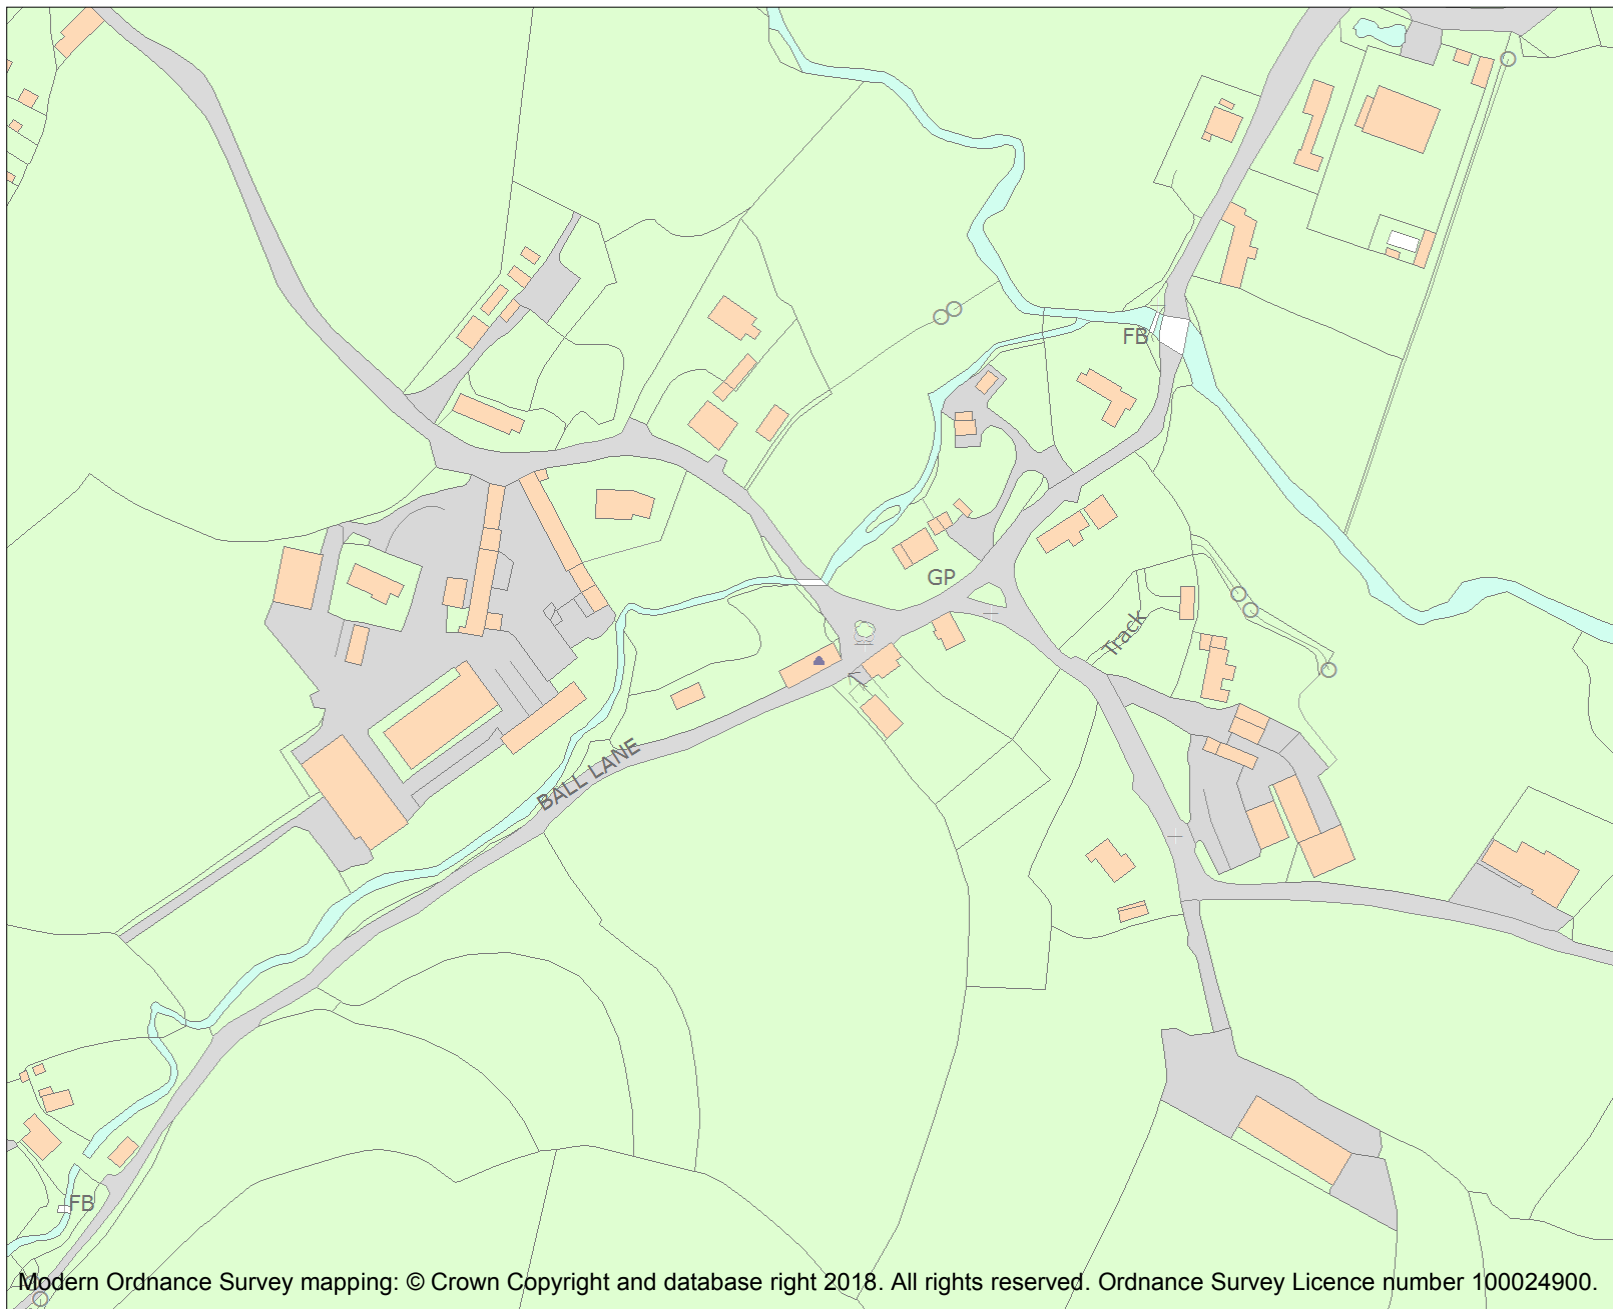 FB
GP
Track
BALL LANE
FB
Modern Ordnance Survey mapping: © Crown Copyright and database right 2018. All rights reserved. Ordnance Survey Licence number 100024900.